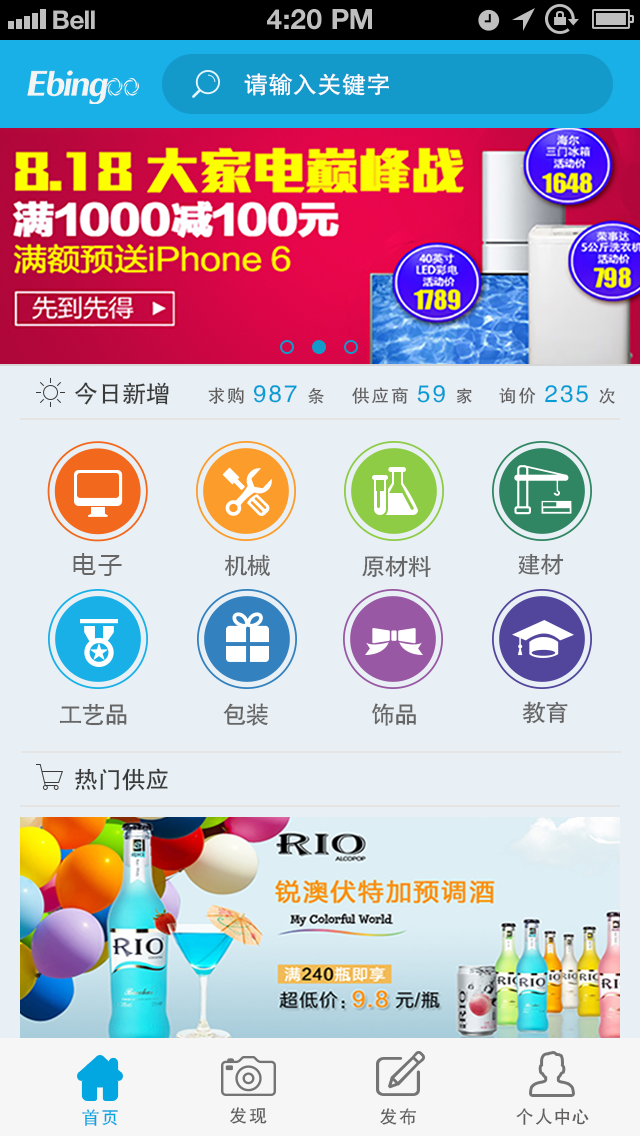 Bell
4:20 PM
Ebingoo
请输入关键字
8.18 大家电巅峰战
满1000减100元
满额预送iPhone 6
先到先得
海尔
三门冰箱
活动价
1648
荣事达
5公斤洗衣机
活动价
798
40英寸
LED彩电
活动价
1789
今日新增 求购 987 条 供应商 59 家 询价 235 次
电子 机械 原材料 建材
工艺品 包装 饰品 教育
热门供应
RIO
ALCOPOP
锐澳伏特加预调酒
My Colorful World
满240瓶即享
超低价：9.8 元/瓶
RIO
RIO
RIO
RIO
RIO
首页 发现 发布 个人中心